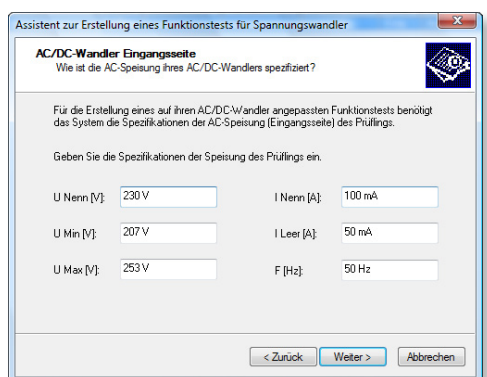 Assistent zur Erstellung eines Funktionstests für Spannungswandler
AC/DC-Wandler Eingangsseite
Wie ist die AC-Speisung ihres AC/DC-Wandlers spezifiziert?
Für die Erstellung eines auf ihren AC/DC-Wandler angepassten Funktionstests benötigt
das System die Spezifikationen der AC-Speisung (Eingangsseite) des Prüflings.
Geben Sie die Spezifikationen der Speisung des Prüflings ein.
U Nenn [V]: 230 V I Nenn [A]: 100 mA
U Min [V]: 207 V I Leer [A]: 50 mA
U Max [V]: 253 V F [Hz]: 50 Hz
< Zurück Weiter > Abbrechen